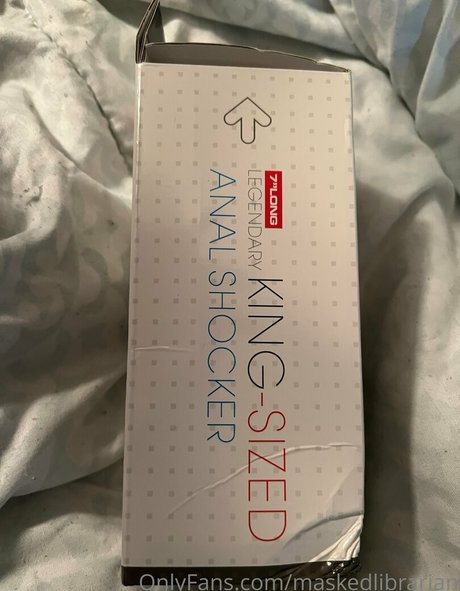 7"LONG
LEGENDARY KING-SIZED
ANAL SHOCKER
OnlyFans.com/maskedlibrarian